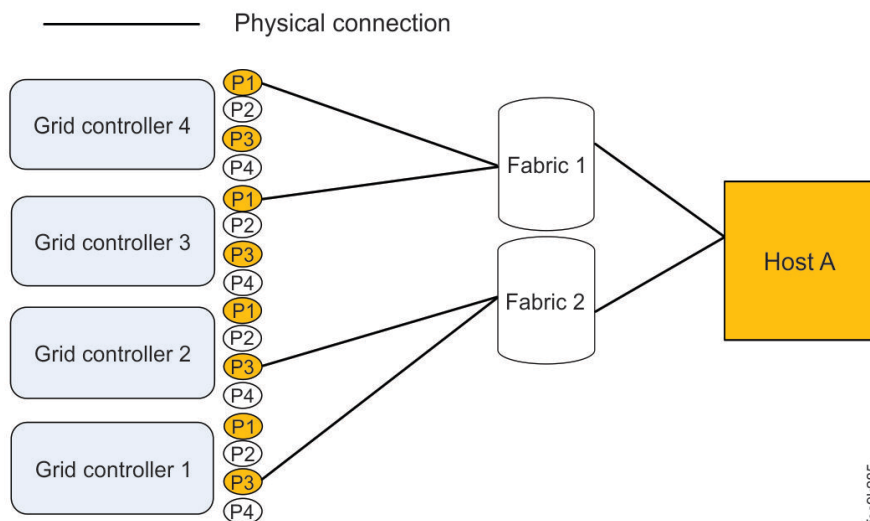 Physical connection
Grid controller 4
P1
P2
P3
P4
Grid controller 3
P1
P2
P3
P4
Grid controller 2
P1
P2
P3
P4
Grid controller 1
P1
P2
P3
P4
Fabric 1
Fabric 2
Host A